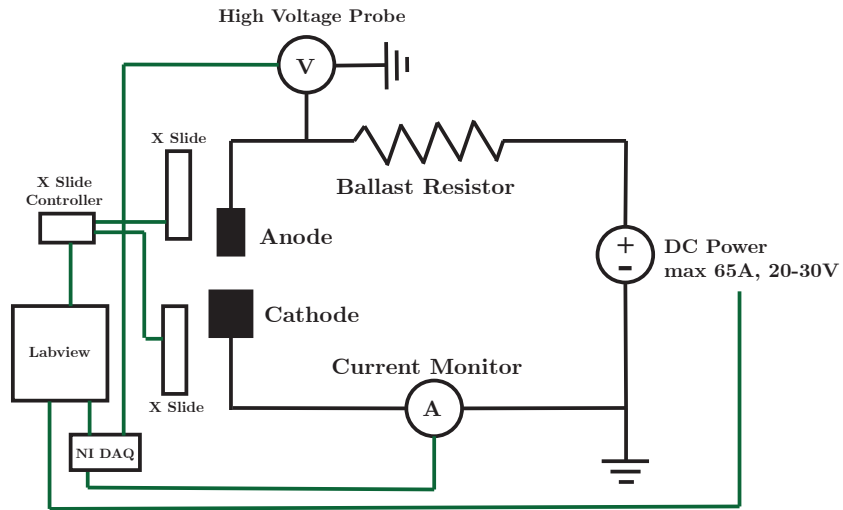 High Voltage Probe
V
X Slide
X Slide
Controller
Ballast Resistor
Anode
+
-
DC Power
max 65A, 20-30V
Cathode
Labview
Current Monitor
X Slide
A
NI DAQ